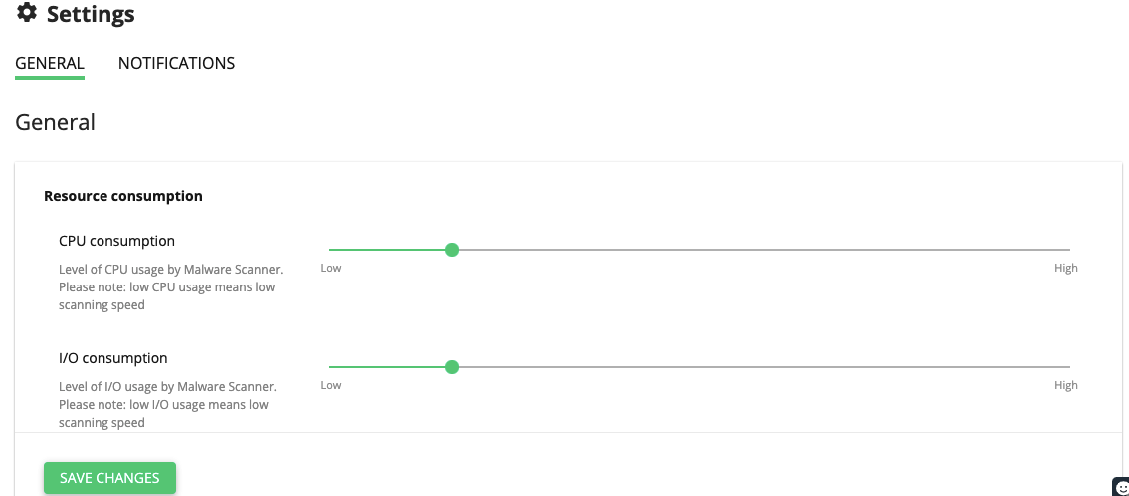 Settings
GENERAL NOTIFICATIONS
General
Resource consumption
CPU consumption
Level of CPU usage by Malware Scanner.
Please note: low CPU usage means low
scanning speed
Low High
I/O consumption
Level of I/O usage by Malware Scanner.
Please note: low I/O usage means low
scanning speed
Low High
SAVE CHANGES